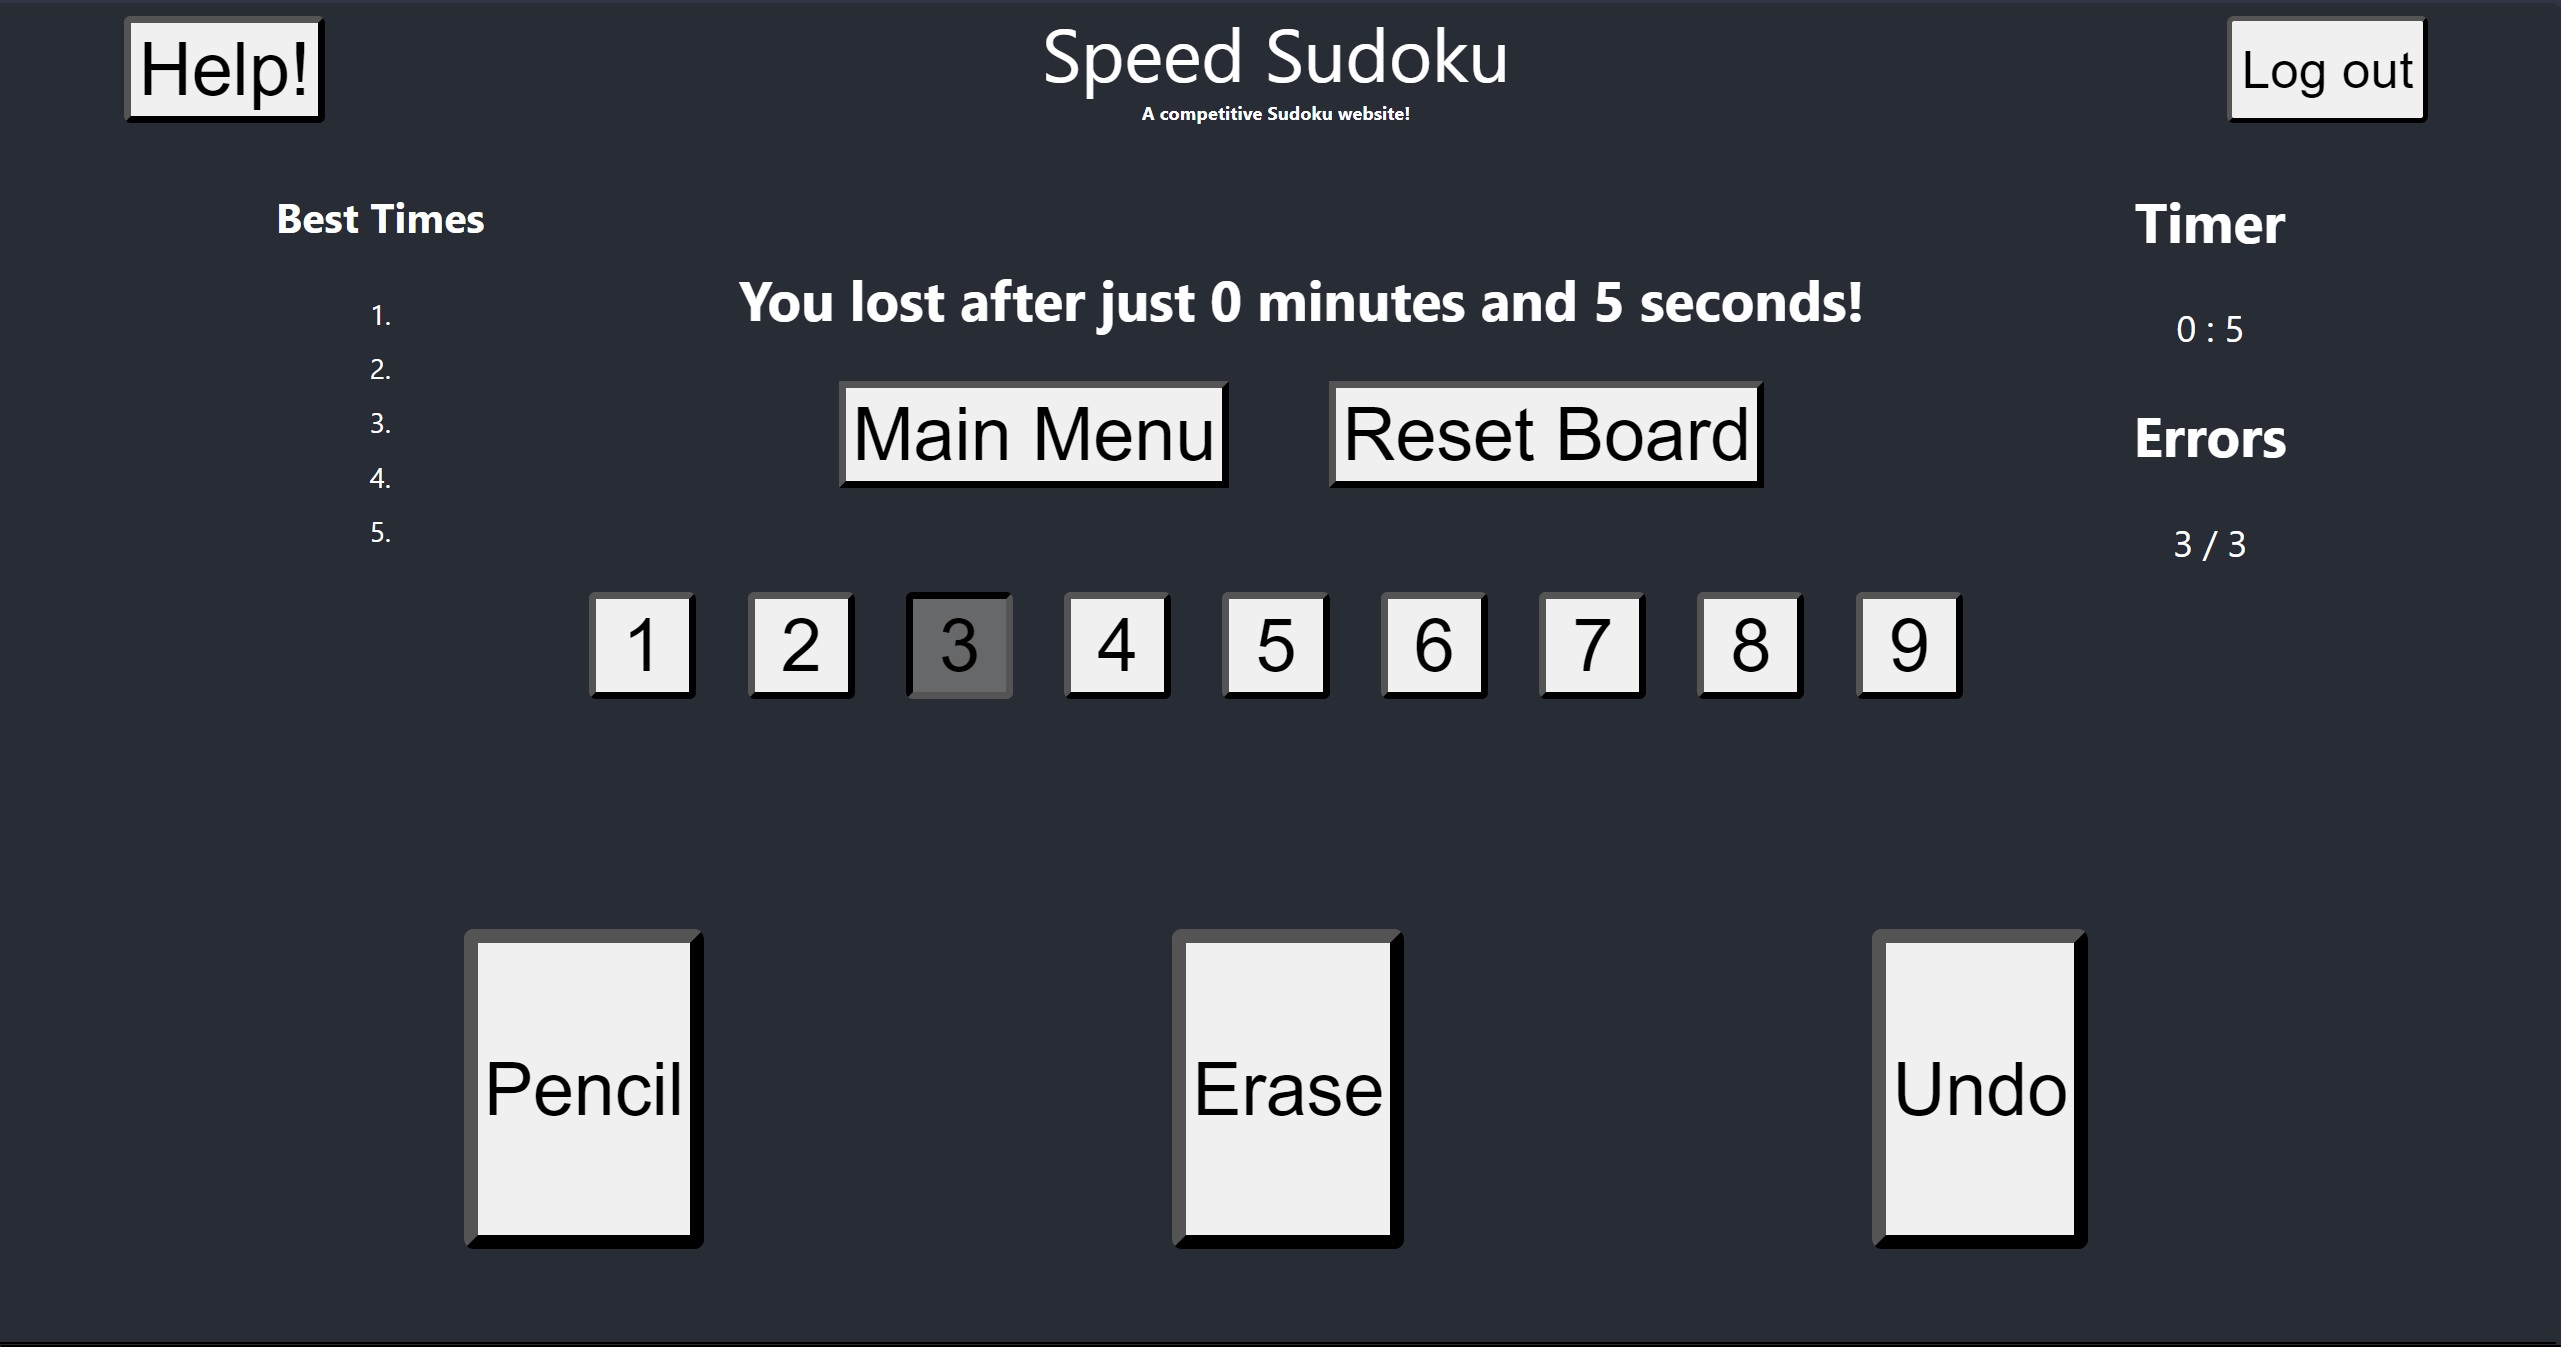 Help!
Speed Sudoku
A competitive Sudoku website!
Log out
Best Times
1.
2.
3.
4.
5.
You lost after just 0 minutes and 5 seconds!
Main Menu
Reset Board
Timer
0 : 5
Errors
3 / 3
1 2 3 4 5 6 7 8 9
Pencil
Erase
Undo